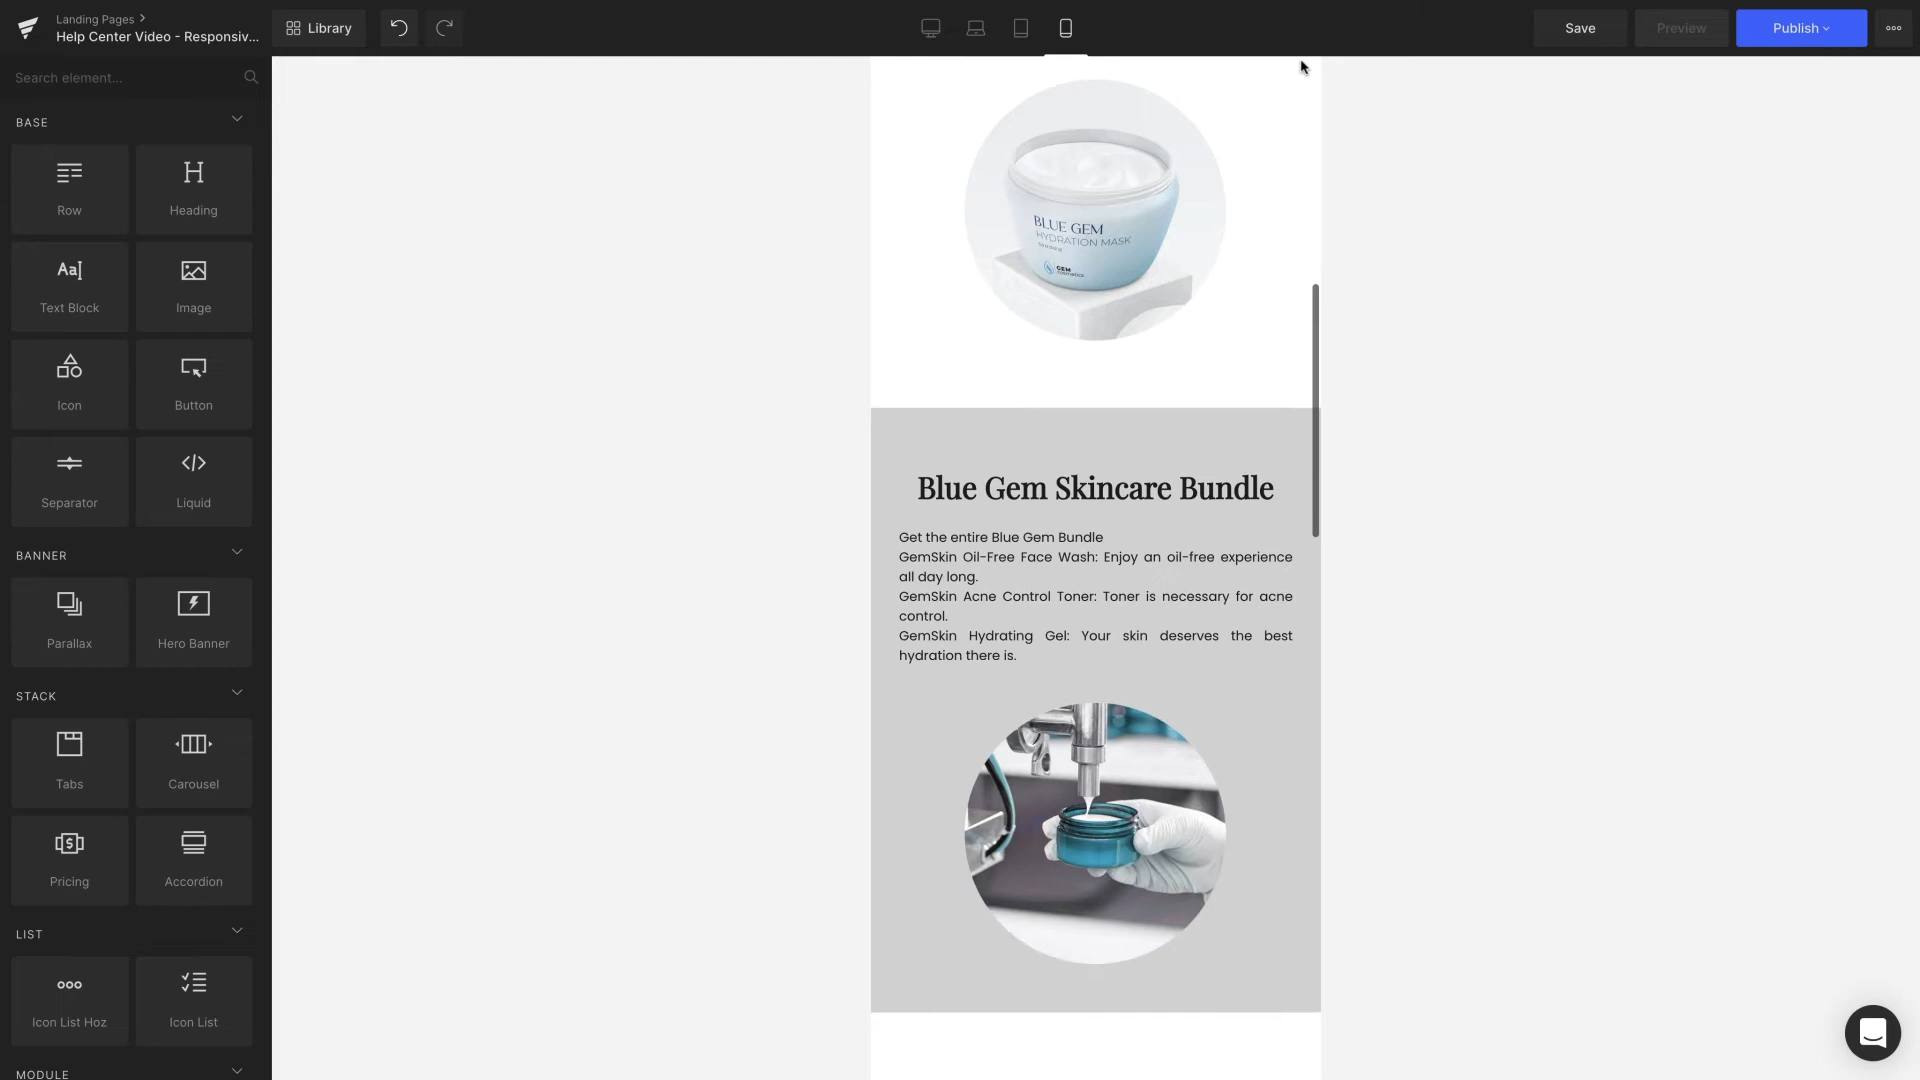 Landing Pages
Help Center Video - Responsiv...
Library
Save
Preview
Publish
Search element...
BASE
Row
Heading
Text Block
Image
Icon
Button
Separator
Liquid
BANNER
Parallax
Hero Banner
STACK
Tabs
Carousel
Pricing
Accordion
LIST
Icon List Hoz
Icon List
MODULE
BLUE GEM
HYDRATION MASK
GEM
cosmetics
Blue Gem Skincare Bundle
Get the entire Blue Gem Bundle
GemSkin Oil-Free Face Wash: Enjoy an oil-free experience
all day long.
GemSkin Acne Control Toner: Toner is necessary for acne
control.
GemSkin Hydrating Gel: Your skin deserves the best
hydration there is.